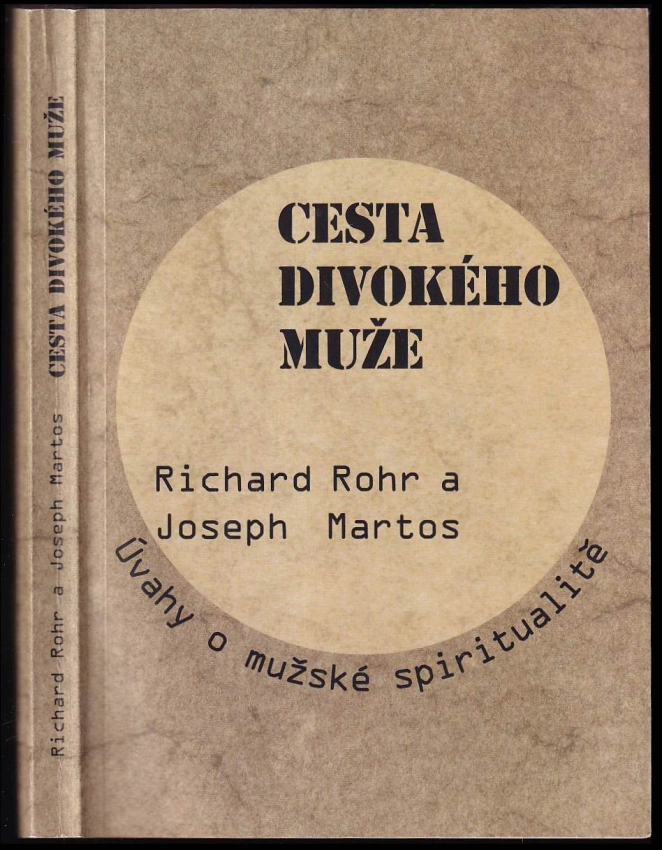 CESTA DIVOKÉHO MUŽE
Richard Rohr a Joseph Martos
CESTA
DIVOKÉHO
MUŽE
Richard Rohr a
Joseph Martos
Úvahy o mužské spiritualitě